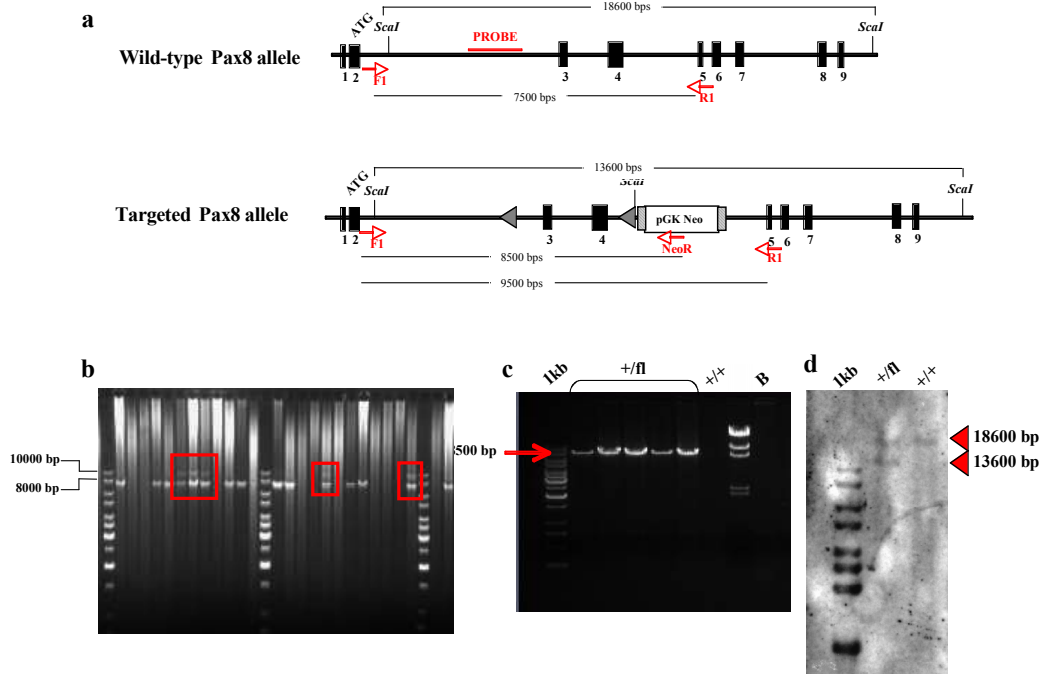 a
18600 bps
ATG
ScaI
ScaI
PROBE
Wild-type Pax8 allele
1 2 3 4 5 6 7 8 9
F1
R1
7500 bps
13600 bps
ATG
ScaI
ScaI
ScaI
Targeted Pax8 allele
pGK Neo
1 2 3 4 5 6 7 8 9
F1
NeoR
R1
8500 bps
9500 bps
b
10000 bp
8000 bp
c
1kb
+/fl
+/+
B
3500 bp
d
1kb
+/fl
+/+
18600 bp
13600 bp